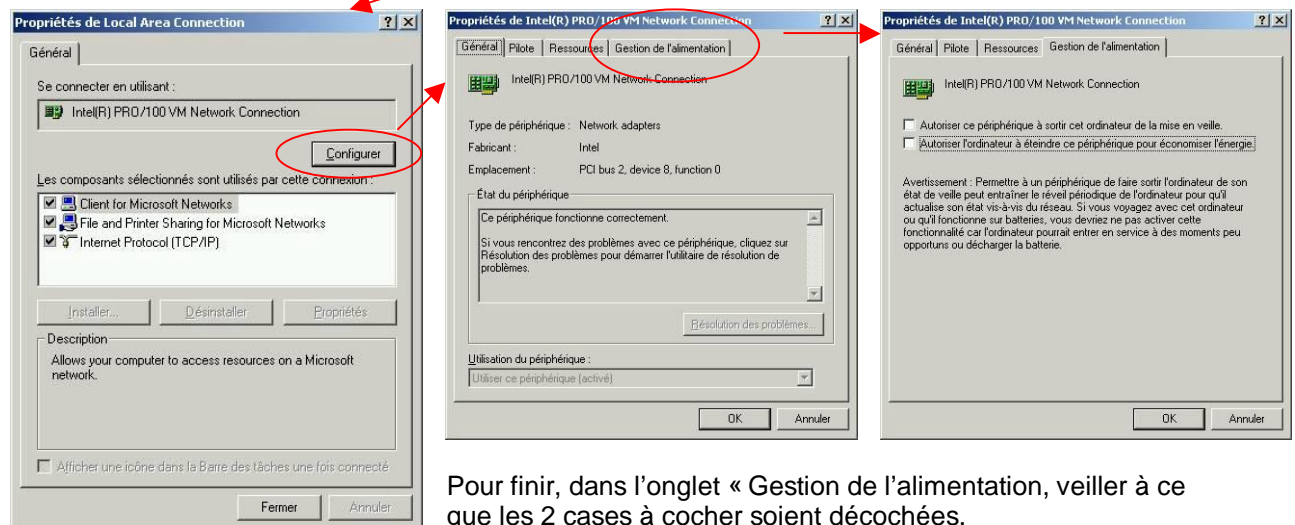 Propriétés de Local Area Connection
Général
Se connecter en utilisant :
Intel(R) PRO/100 VM Network Connection
Configurer
Les composants sélectionnés sont utilisés par cette connexion :
Client for Microsoft Networks
File and Printer Sharing for Microsoft Networks
Internet Protocol (TCP/IP)
Installer...
Désinstaller
Propriétés
Description
Allows your computer to access resources on a Microsoft
network.
Afficher une icône dans la Barre des tâches une fois connecté
Fermer
Annuler
Propriétés de Intel(R) PRO/100 VM Network Connection
Général
Pilote
Ressources
Gestion de l'alimentation
Intel(R) PRO/100 VM Network Connection
Type de périphérique :
Network adapters
Fabricant :
Intel
Emplacement :
PCI bus 2, device 8, function 0
État du périphérique
Ce périphérique fonctionne correctement.
Si vous rencontrez des problèmes avec ce périphérique, cliquez sur
Résolution des problèmes pour démarrer l'utilitaire de résolution de
problèmes.
Résolution des problèmes...
Utilisation du périphérique :
Utiliser ce périphérique (activé)
OK
Annuler
Propriétés de Intel(R) PRO/100 VM Network Connection
Général
Pilote
Ressources
Gestion de l'alimentation
Intel(R) PRO/100 VM Network Connection
Autoriser ce périphérique à sortir cet ordinateur de la mise en veille.
Autoriser l'ordinateur à éteindre ce périphérique pour économiser l'énergie.
Avertissement : Permettre à un périphérique de faire sortir l'ordinateur de son
état de veille peut entraîner le réveil périodique de l'ordinateur pour qu'il
actualise son état vis-à-vis du réseau. Si vous voyagez avec cet ordinateur
ou qu'il fonctionne sur batteries, vous devriez ne pas activer cette
fonctionnalité car l'ordinateur pourrait entrer en service à des moments peu
opportuns ou décharger la batterie.
OK
Annuler
Pour finir, dans l'onglet « Gestion de l'alimentation, veiller à ce
que les 2 cases à cocher soient décochées.